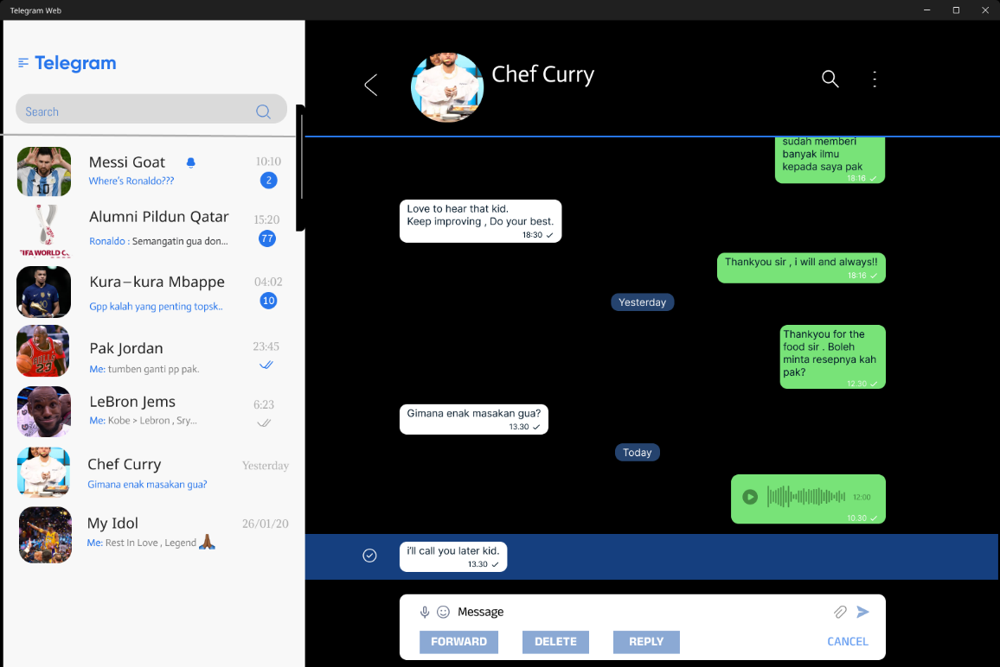 Telegram Web
Telegram
Search
Messi Goat
10:10
Where's Ronaldo???
2
Alumni Pildun Qatar
15:20
Ronaldo : Semangatin gua don...
77
FIFA WORLD C
Kura-kura Mbappe
04:02
Gpp kalah yang penting topsk..
10
Pak Jordan
23:45
Me: tumben ganti pp pak.
LeBron Jems
6:23
Me: Kobe > Lebron , Sry...
Chef Curry
Yesterday
Gimana enak masakan gua?
My Idol
26/01/20
Me: Rest In Love , Legend 🙏🏾
Chef Curry
sudah memberi
banyak ilmu
kepada saya pak
18:16
Love to hear that kid.
Keep improving , Do your best.
18:30
Thankyou sir , i will and always!!
18:16
Yesterday
Thankyou for the
food sir . Boleh
minta resepnya kah
pak?
12.30
Gimana enak masakan gua?
13.30
Today
12:00
10.30
i'll call you later kid.
13.30
Message
FORWARD
DELETE
REPLY
CANCEL